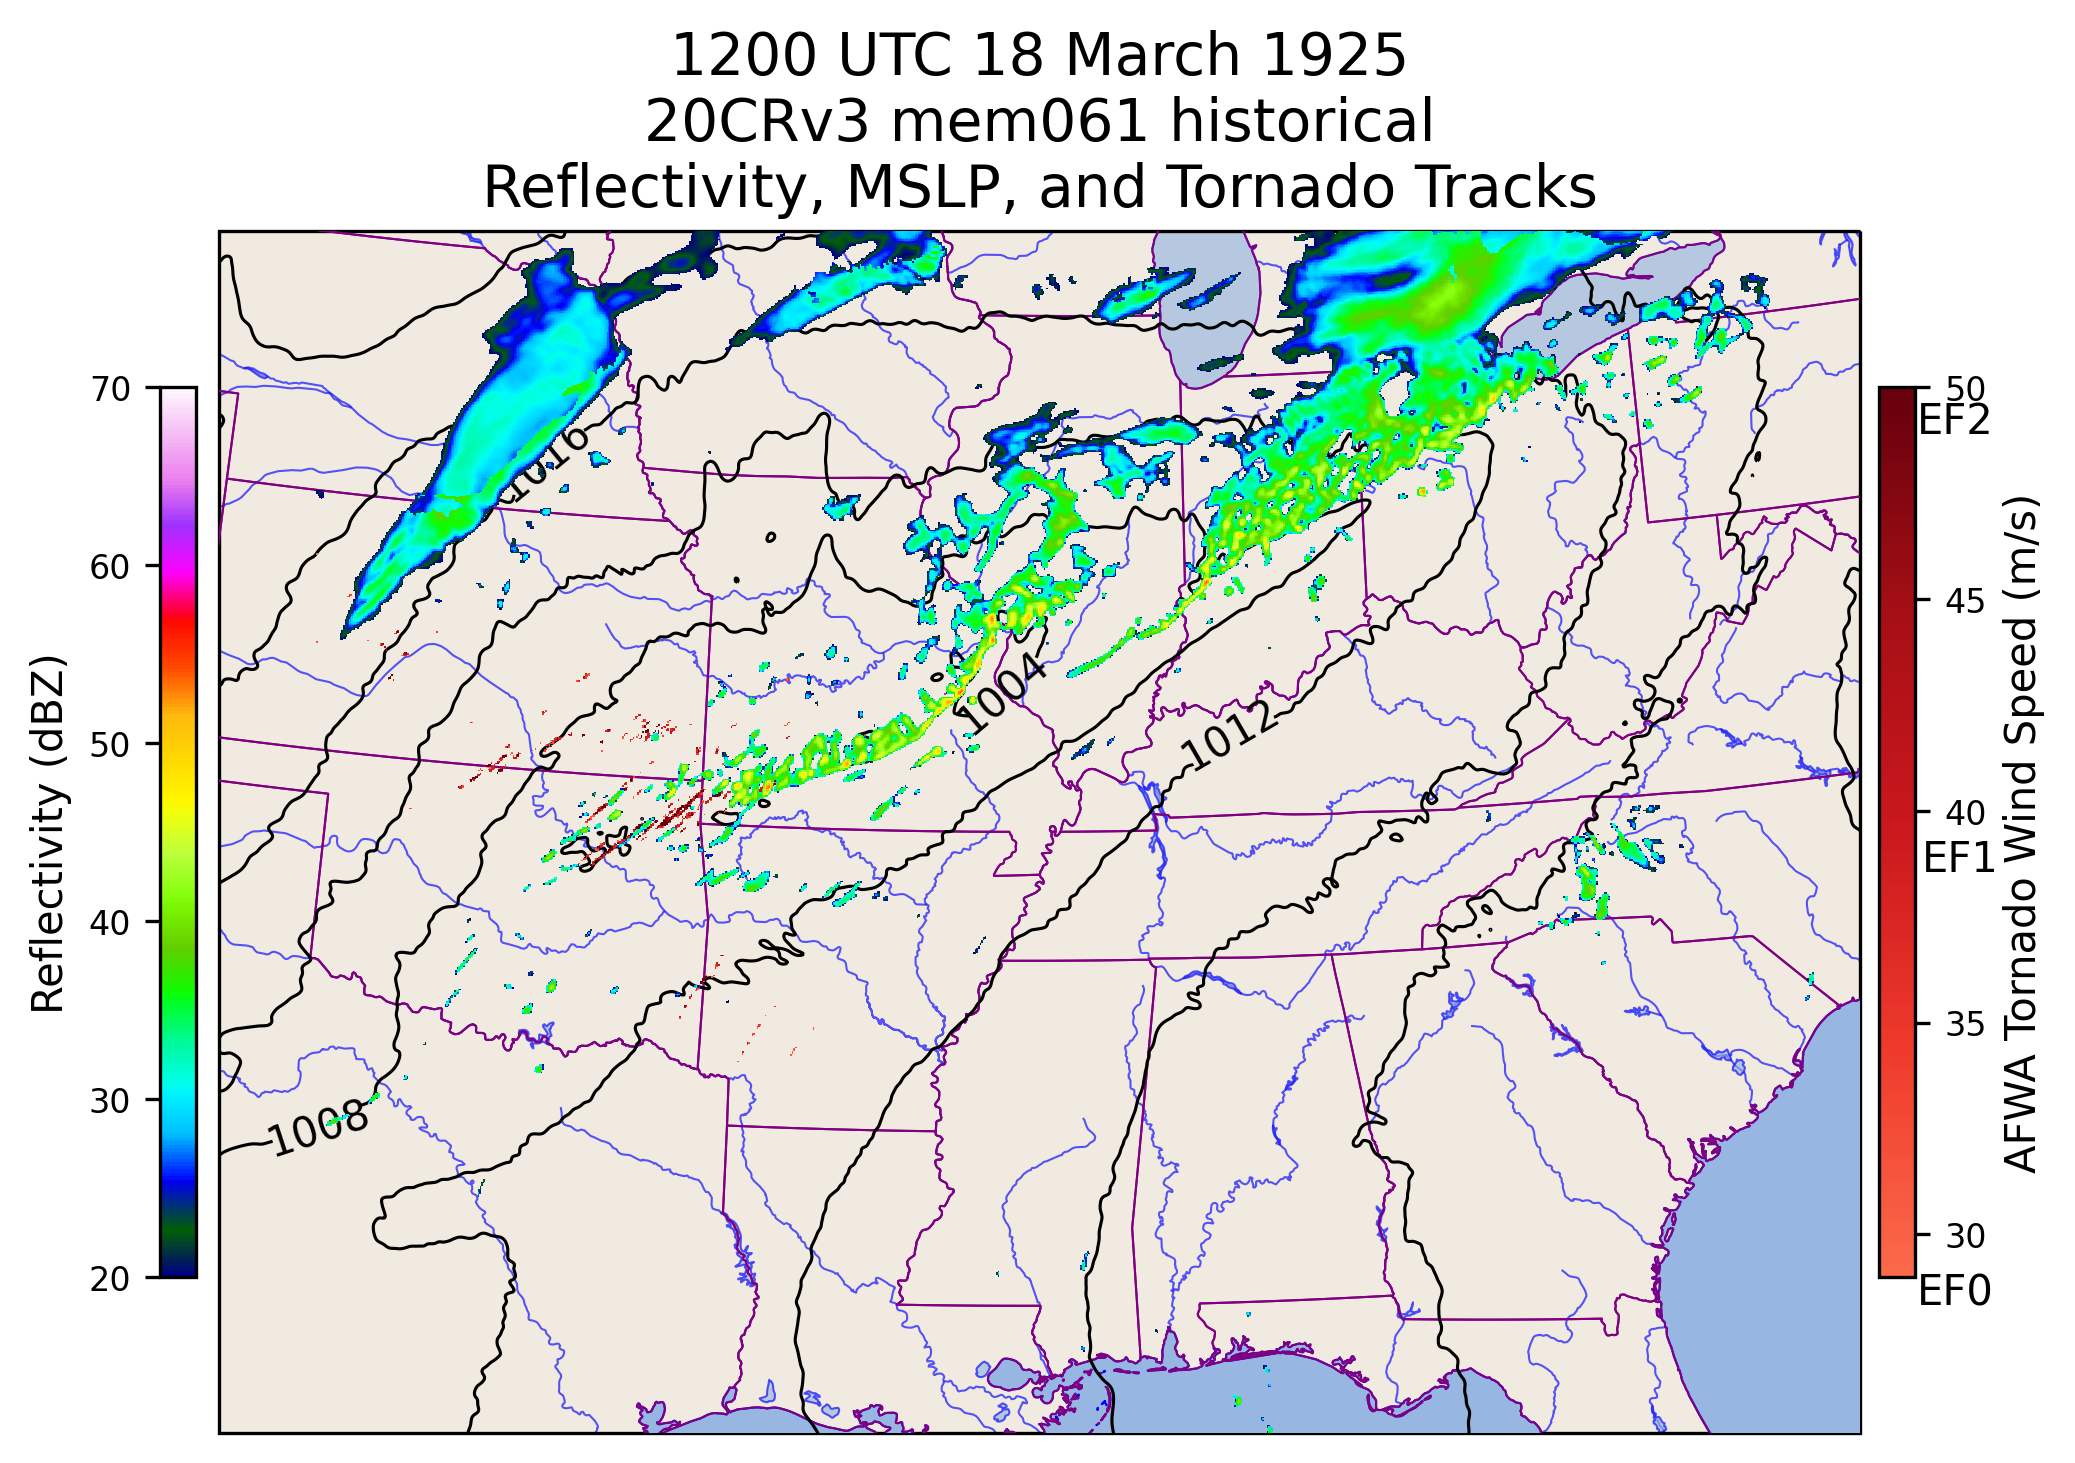 1200 UTC 18 March 1925
20CRv3 mem061 historical
Reflectivity, MSLP, and Tornado Tracks
Reflectivity (dBZ)
70
60
50
40
30
20
1016
1004
1012
1008
50
EF2
45
40
EF1
35
30
EF0
AFWA Tornado Wind Speed (m/s)